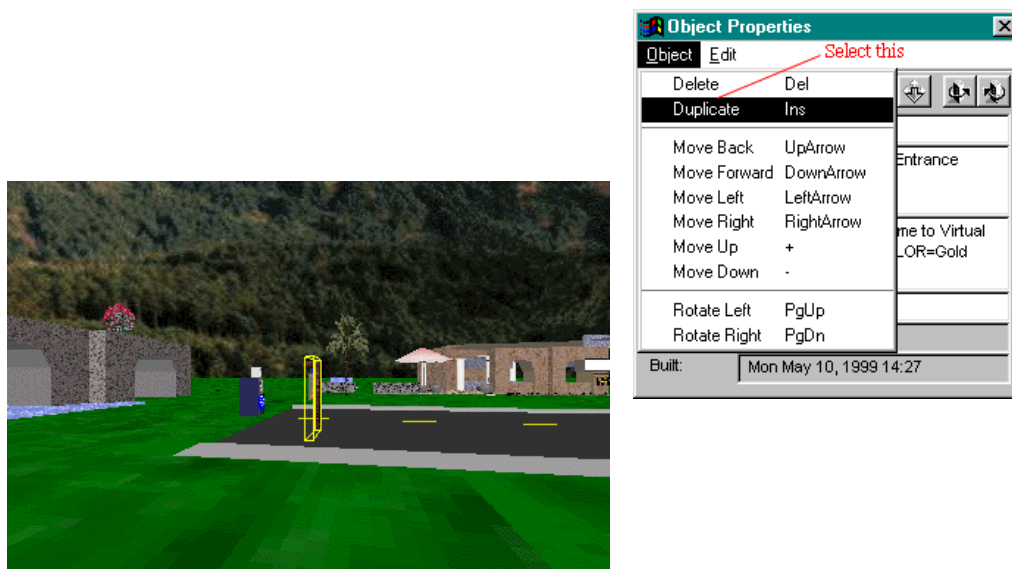 Object Properties
Object Edit
Select this
Delete Del
Duplicate Ins
Move Back UpArrow
Move Forward DownArrow
Move Left LeftArrow
Move Right RightArrow
Move Up +
Move Down -
Rotate Left PgUp
Rotate Right PgDn
Entrance
me to Virtual
LOR=Gold
Built: Mon May 10, 1999 14:27